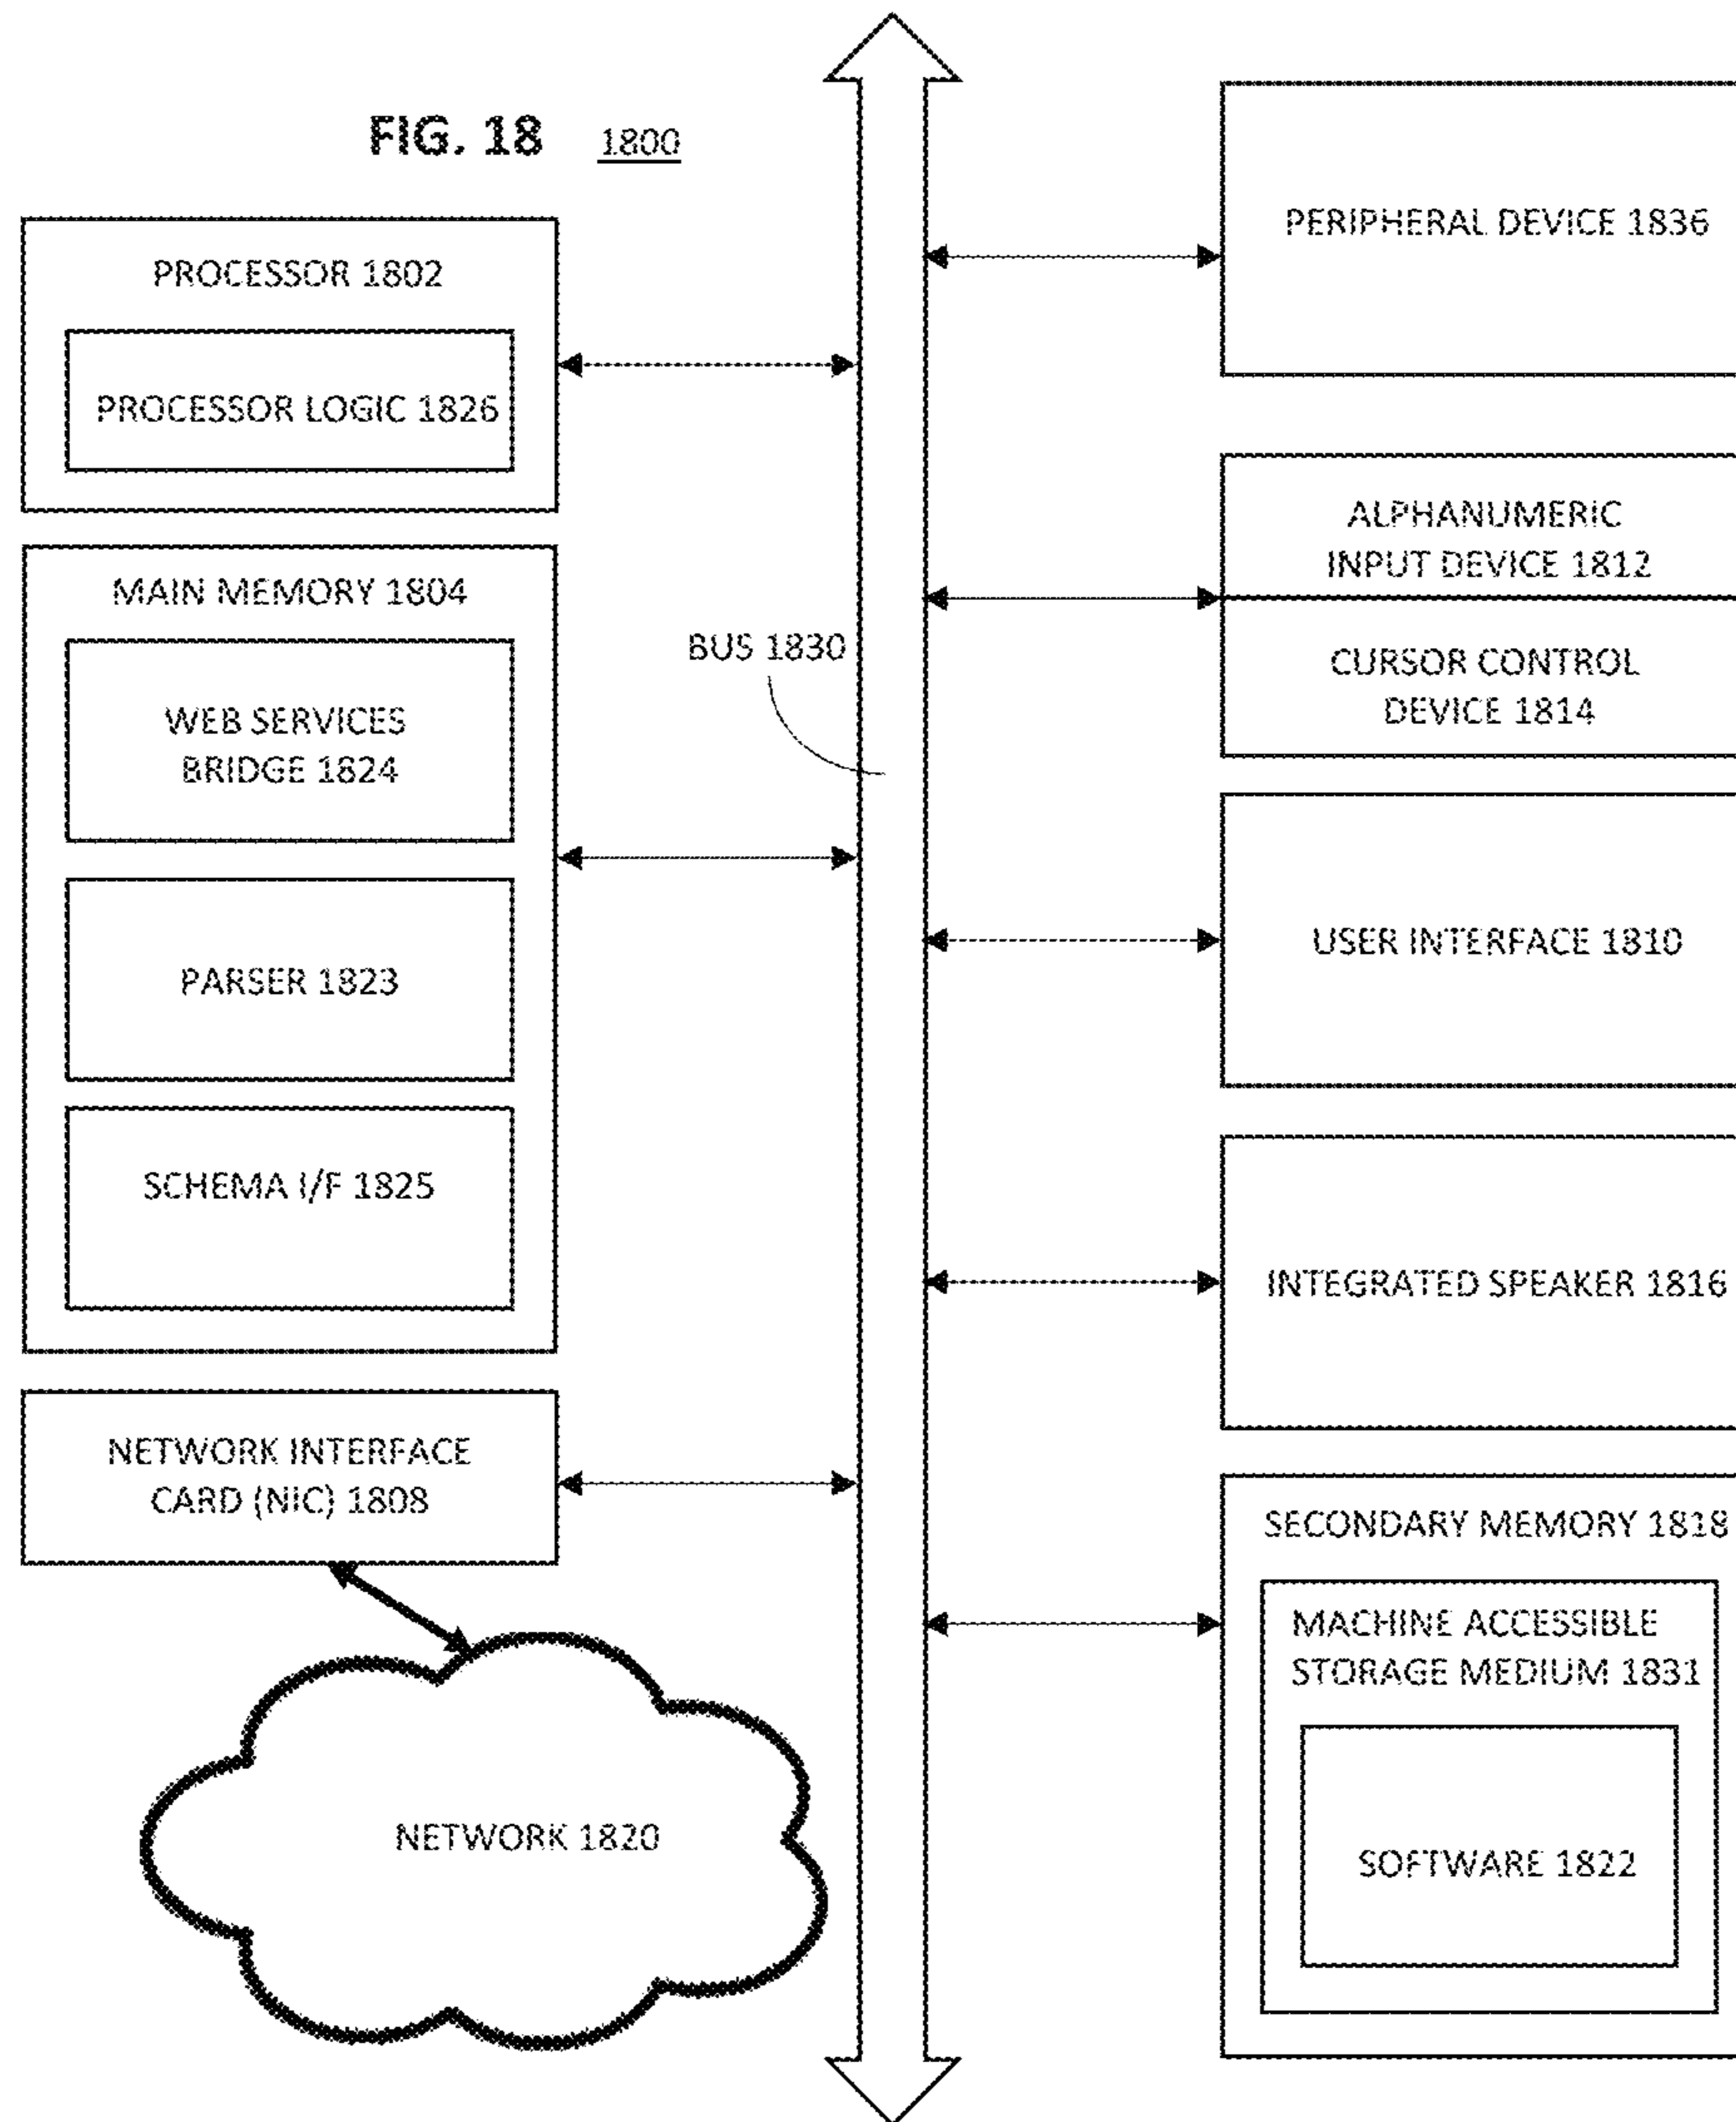 FIG. 18 1800
PROCESSOR 1802
PROCESSOR LOGIC 1826
MAIN MEMORY 1804
WEB SERVICES
BRIDGE 1824
PARSER 1823
SCHEMA I/F 1825
NETWORK INTERFACE
CARD (NIC) 1808
NETWORK 1820
BUS 1830
PERIPHERAL DEVICE 1836
ALPHANUMERIC
INPUT DEVICE 1812
CURSOR CONTROL
DEVICE 1814
USER INTERFACE 1810
INTEGRATED SPEAKER 1816
SECONDARY MEMORY 1818
MACHINE ACCESSIBLE
STORAGE MEDIUM 1831
SOFTWARE 1822